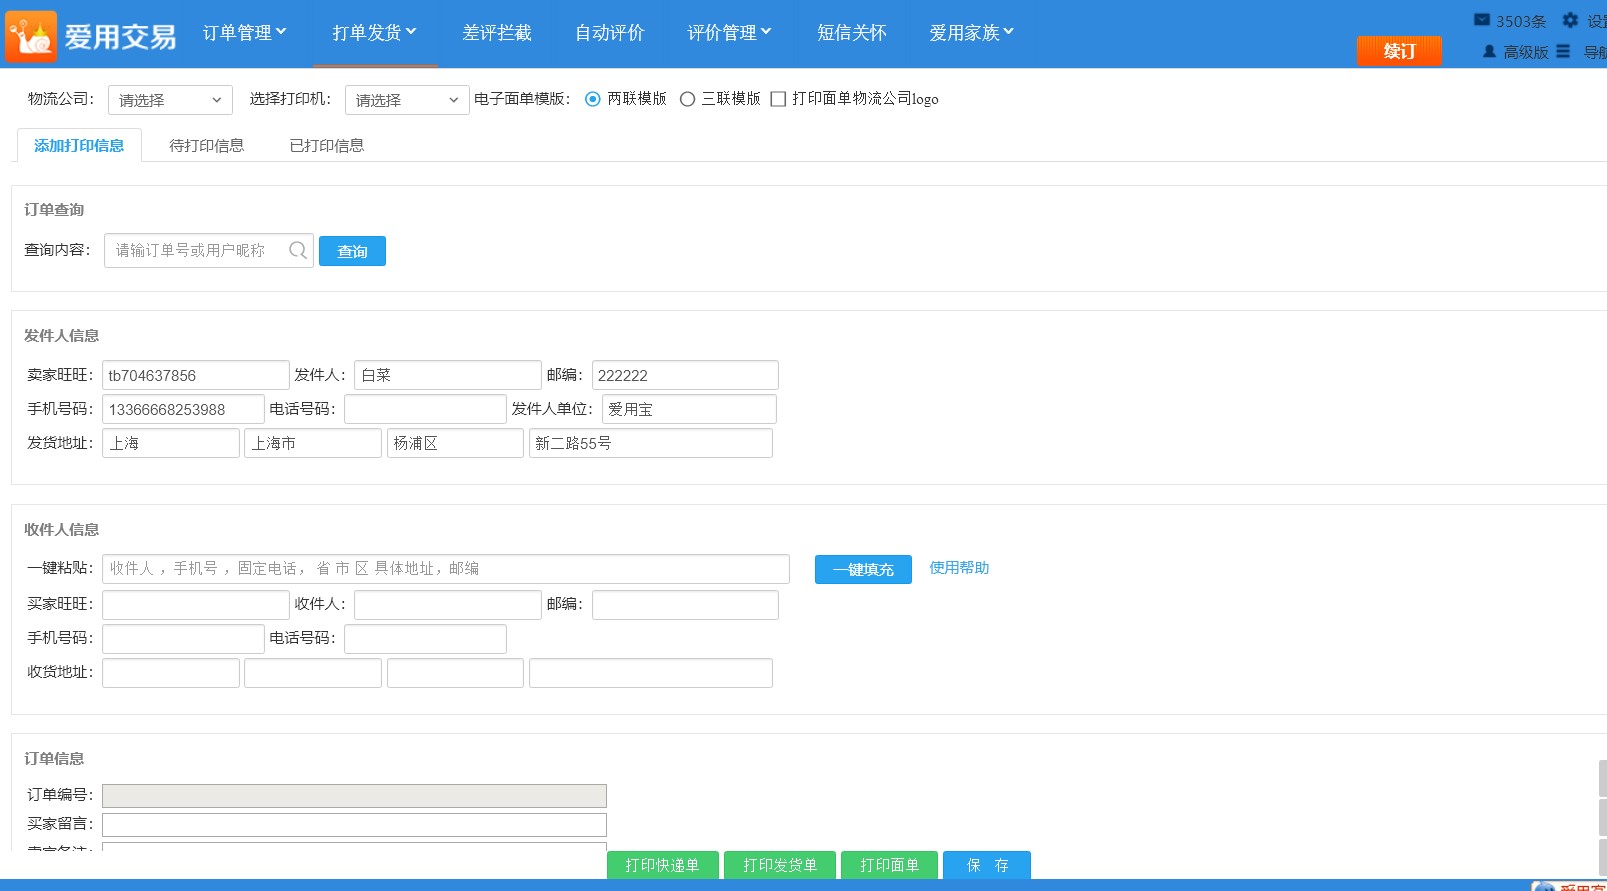 爱用交易 订单管理 打单发货 差评拦截 自动评价 评价管理 短信关怀 爱用家族 3503条
续订 高级版
物流公司： 请选择 选择打印机： 请选择 电子面单模版： 两联模版 三联模版 打印面单物流公司logo
添加打印信息 待打印信息 已打印信息
订单查询
查询内容： 请输订单号或用户昵称 查询
发件人信息
卖家旺旺： tb704637856 发件人： 白菜 邮编： 222222
手机号码： 13366668253988 电话号码： 发件人单位： 爱用宝
发货地址： 上海 上海市 杨浦区 新二路55号
收件人信息
一键粘贴： 收件人 ，手机号 ，固定电话， 省 市 区 具体地址，邮编 一键填充 使用帮助
买家旺旺： 收件人： 邮编：
手机号码： 电话号码：
收货地址：
订单信息
订单编号：
买家留言：
打印快递单 打印发货单 打印面单 保 存